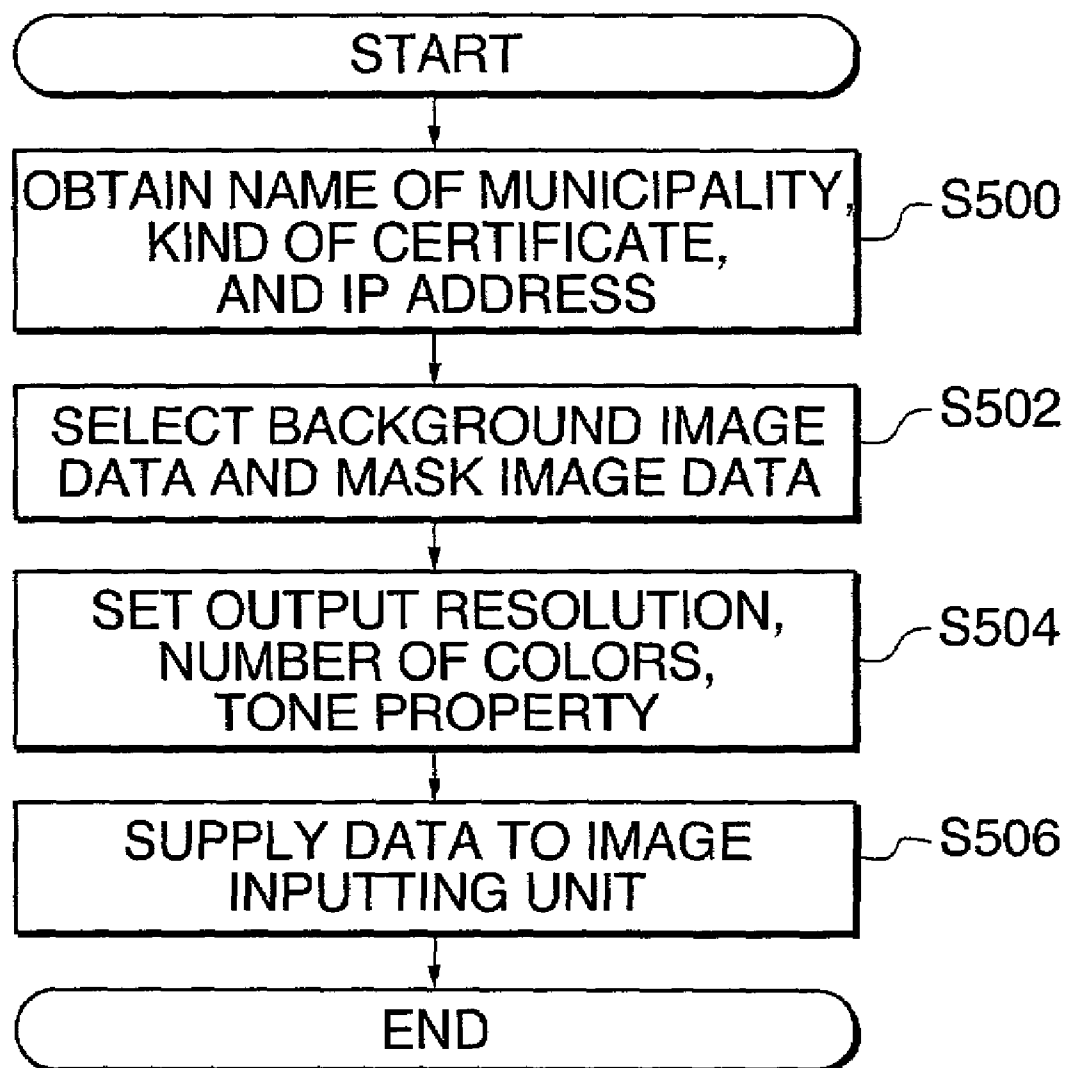 START
OBTAIN NAME OF MUNICIPALITY,
KIND OF CERTIFICATE,
AND IP ADDRESS
S500
SELECT BACKGROUND IMAGE
DATA AND MASK IMAGE DATA
S502
SET OUTPUT RESOLUTION,
NUMBER OF COLORS,
TONE PROPERTY
S504
SUPPLY DATA TO IMAGE
INPUTTING UNIT
S506
END